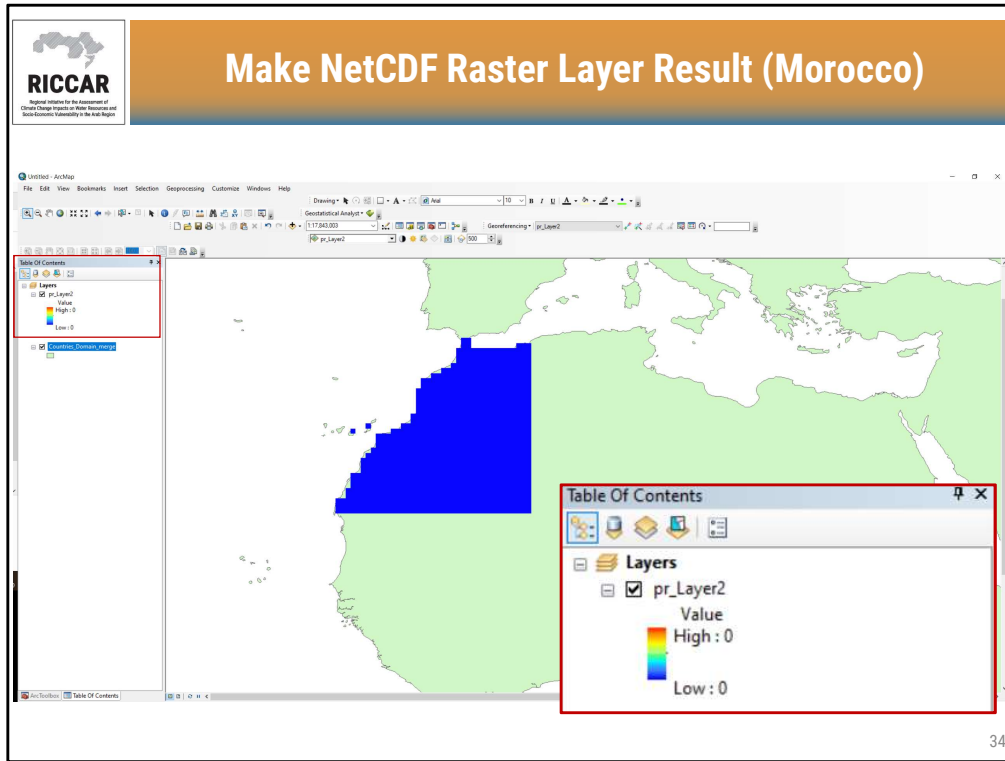 RICCAR
Regional Initiative for the Assessment of
Climate Change Impacts on Water Resources and
Socio-Economic Vulnerability in the Arab Region
Make NetCDF Raster Layer Result (Morocco)
Untitled - ArcMap
File Edit View Bookmarks Insert Selection Geoprocessing Customize Windows Help
Drawing A Arial 10 B I U A
Geostatistical Analyst
1:17,843,003 Georeferencing pr_Layer2
pr_Layer2 500
Table Of Contents
Layers
pr_Layer2
Value
High : 0
Low : 0
Countries_Domain_merge
ArcToolbox Table Of Contents
Table Of Contents
Layers
pr_Layer2
Value
High : 0
Low : 0
34